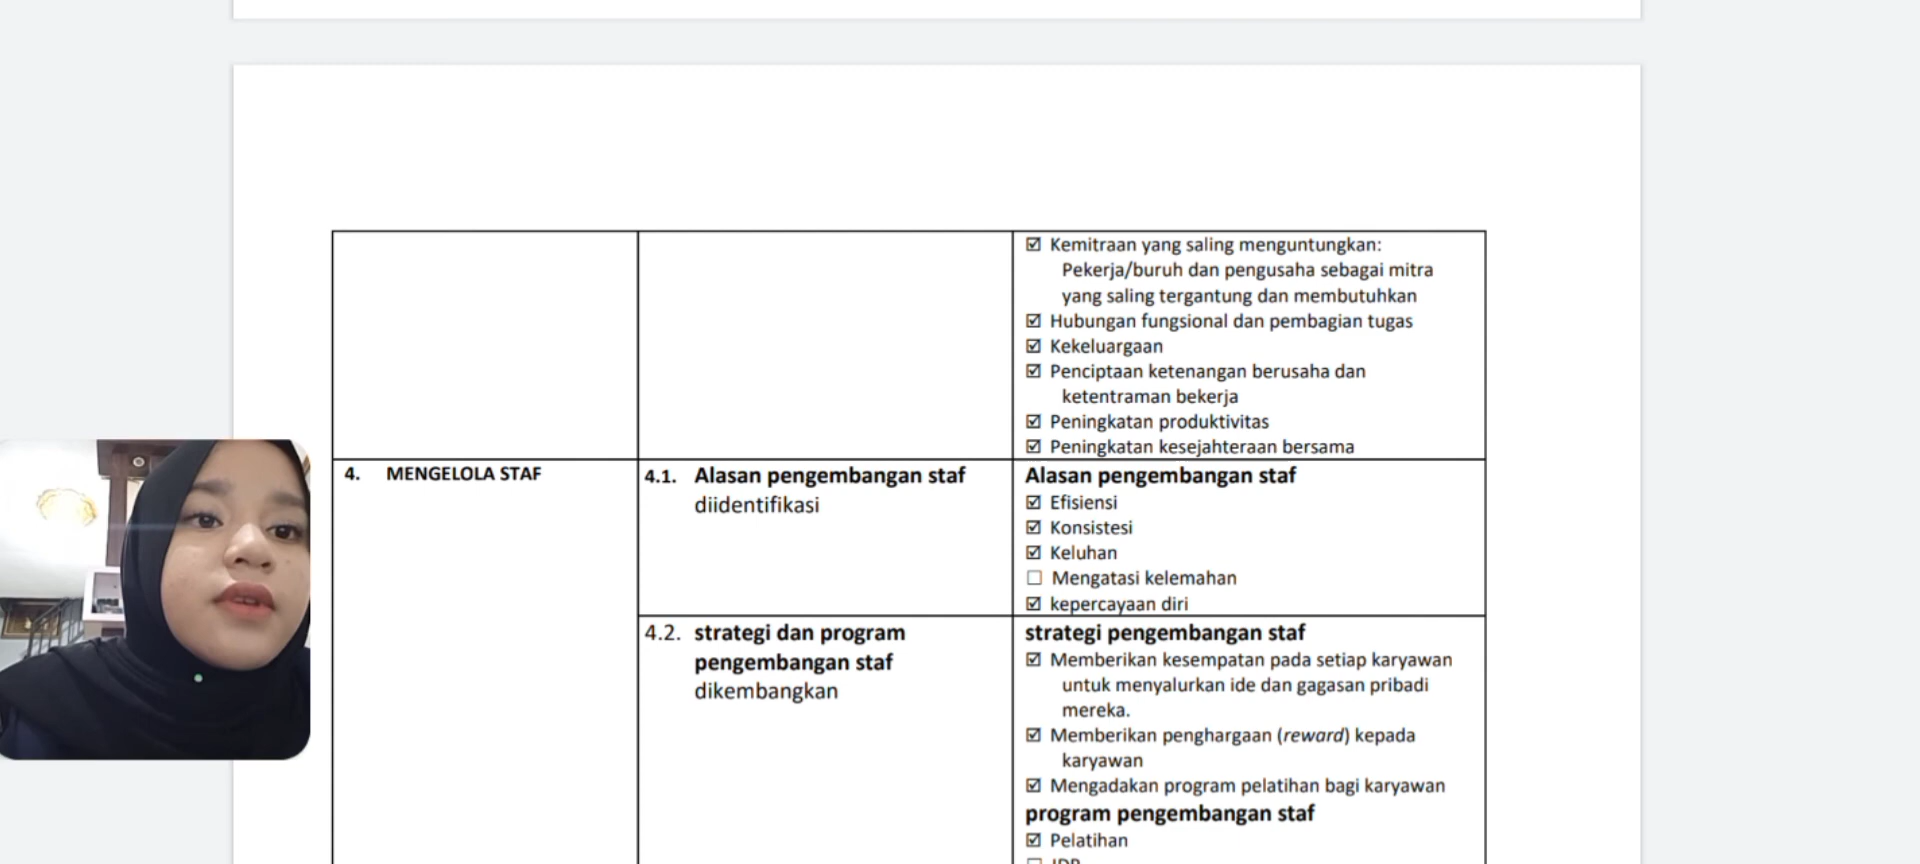 ☑ Kemitraan yang saling menguntungkan:
Pekerja/buruh dan pengusaha sebagai mitra
yang saling tergantung dan membutuhkan
☑ Hubungan fungsional dan pembagian tugas
☑ Kekeluargaan
☑ Penciptaan ketenangan berusaha dan
ketentraman bekerja
☑ Peningkatan produktivitas
☑ Peningkatan kesejahteraan bersama
4. MENGELOLA STAF
4.1. Alasan pengembangan staf
diidentifikasi
Alasan pengembangan staf
☑ Efisiensi
☑ Konsistesi
☑ Keluhan
☐ Mengatasi kelemahan
☑ kepercayaan diri
4.2. strategi dan program
pengembangan staf
dikembangkan
strategi pengembangan staf
☑ Memberikan kesempatan pada setiap karyawan
untuk menyalurkan ide dan gagasan pribadi
mereka.
☑ Memberikan penghargaan (reward) kepada
karyawan
☑ Mengadakan program pelatihan bagi karyawan
program pengembangan staf
☑ Pelatihan